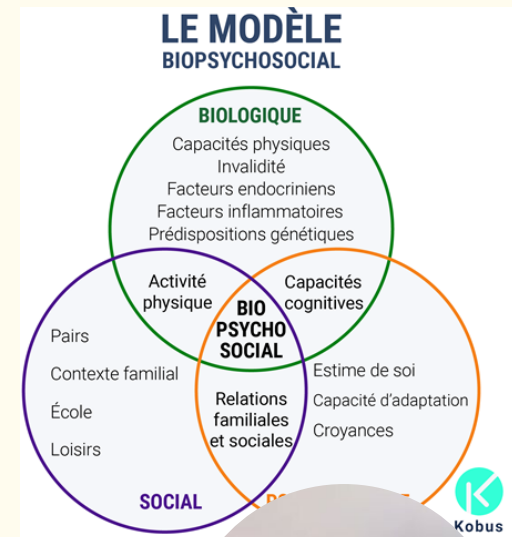 LE MODÈLE
BIOPSYCHOSOCIAL
BIOLOGIQUE
Capacités physiques
Invalidité
Facteurs endocriniens
Facteurs inflammatoires
Prédispositions génétiques
Activité
physique
Capacités
cognitives
BIO
PSYCHO
SOCIAL
Pairs
Contexte familial
École
Loisirs
Relations
familiales
et sociales
Estime de soi
Capacité d'adaptation
Croyances
SOCIAL
Kobus